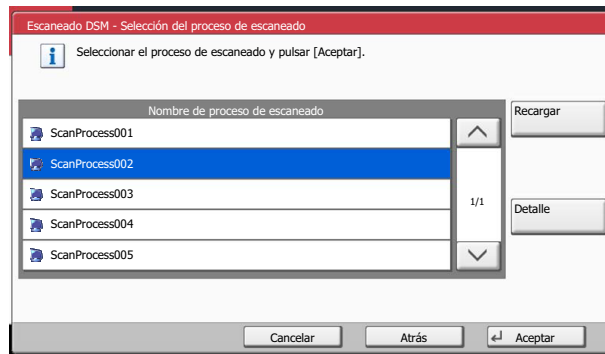 Escaneado DSM - Selección del proceso de escaneado
Seleccionar el proceso de escaneado y pulsar [Aceptar].
Nombre de proceso de escaneado
Recargar
ScanProcess001
ScanProcess002
ScanProcess003
1/1
Detalle
ScanProcess004
ScanProcess005
Cancelar
Atrás
Aceptar